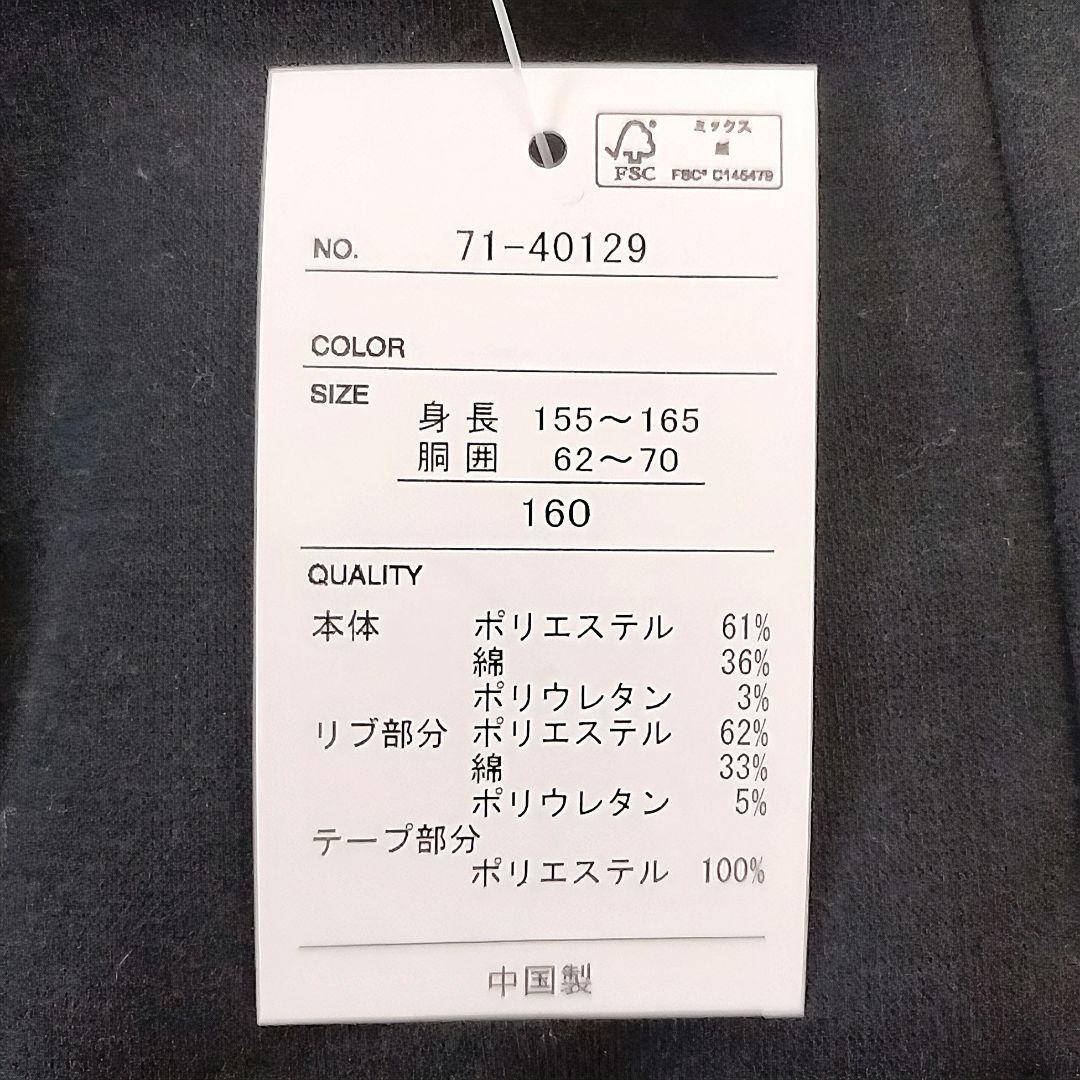 FSC
ミックス
紙
FSC® C145479
NO. 71-40129
COLOR
SIZE
身長 155～165
胴囲 62～70
160
QUALITY
本体 ポリエステル 61%
綿 36%
ポリウレタン 3%
リブ部分 ポリエステル 62%
綿 33%
ポリウレタン 5%
テープ部分
ポリエステル 100%
中国製